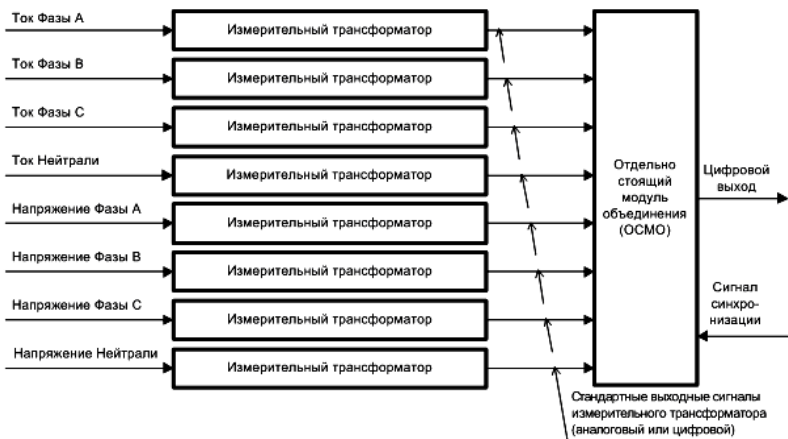 Ток Фазы А
Измерительный трансформатор
Ток Фазы В
Измерительный трансформатор
Ток Фазы С
Измерительный трансформатор
Ток Нейтрали
Измерительный трансформатор
Напряжение Фазы А
Измерительный трансформатор
Напряжение Фазы В
Измерительный трансформатор
Напряжение Фазы С
Измерительный трансформатор
Напряжение Нейтрали
Измерительный трансформатор
Отдельно
стоящий
модуль
объединения
(ОСМО)
Цифровой
выход
Сигнал
синхро-
низации
Стандартные выходные сигналы
измерительного трансформатора
(аналоговый или цифровой)